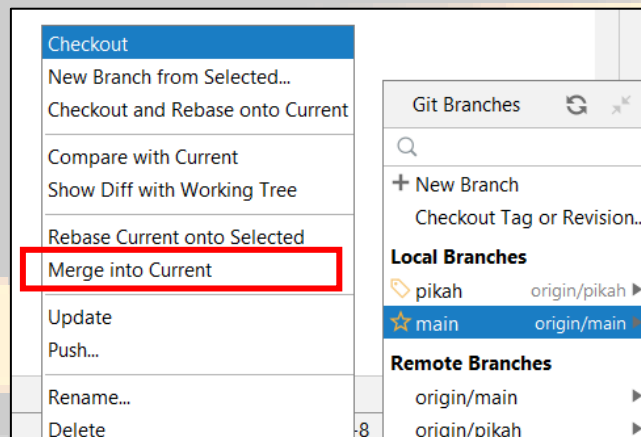 Checkout
New Branch from Selected...
Checkout and Rebase onto Current
Compare with Current
Show Diff with Working Tree
Rebase Current onto Selected
Merge into Current
Update
Push...
Rename...
Delete
-8
Git Branches
+ New Branch
Checkout Tag or Revision..
Local Branches
pikah origin/pikah
main origin/main
Remote Branches
origin/main
origin/pikah